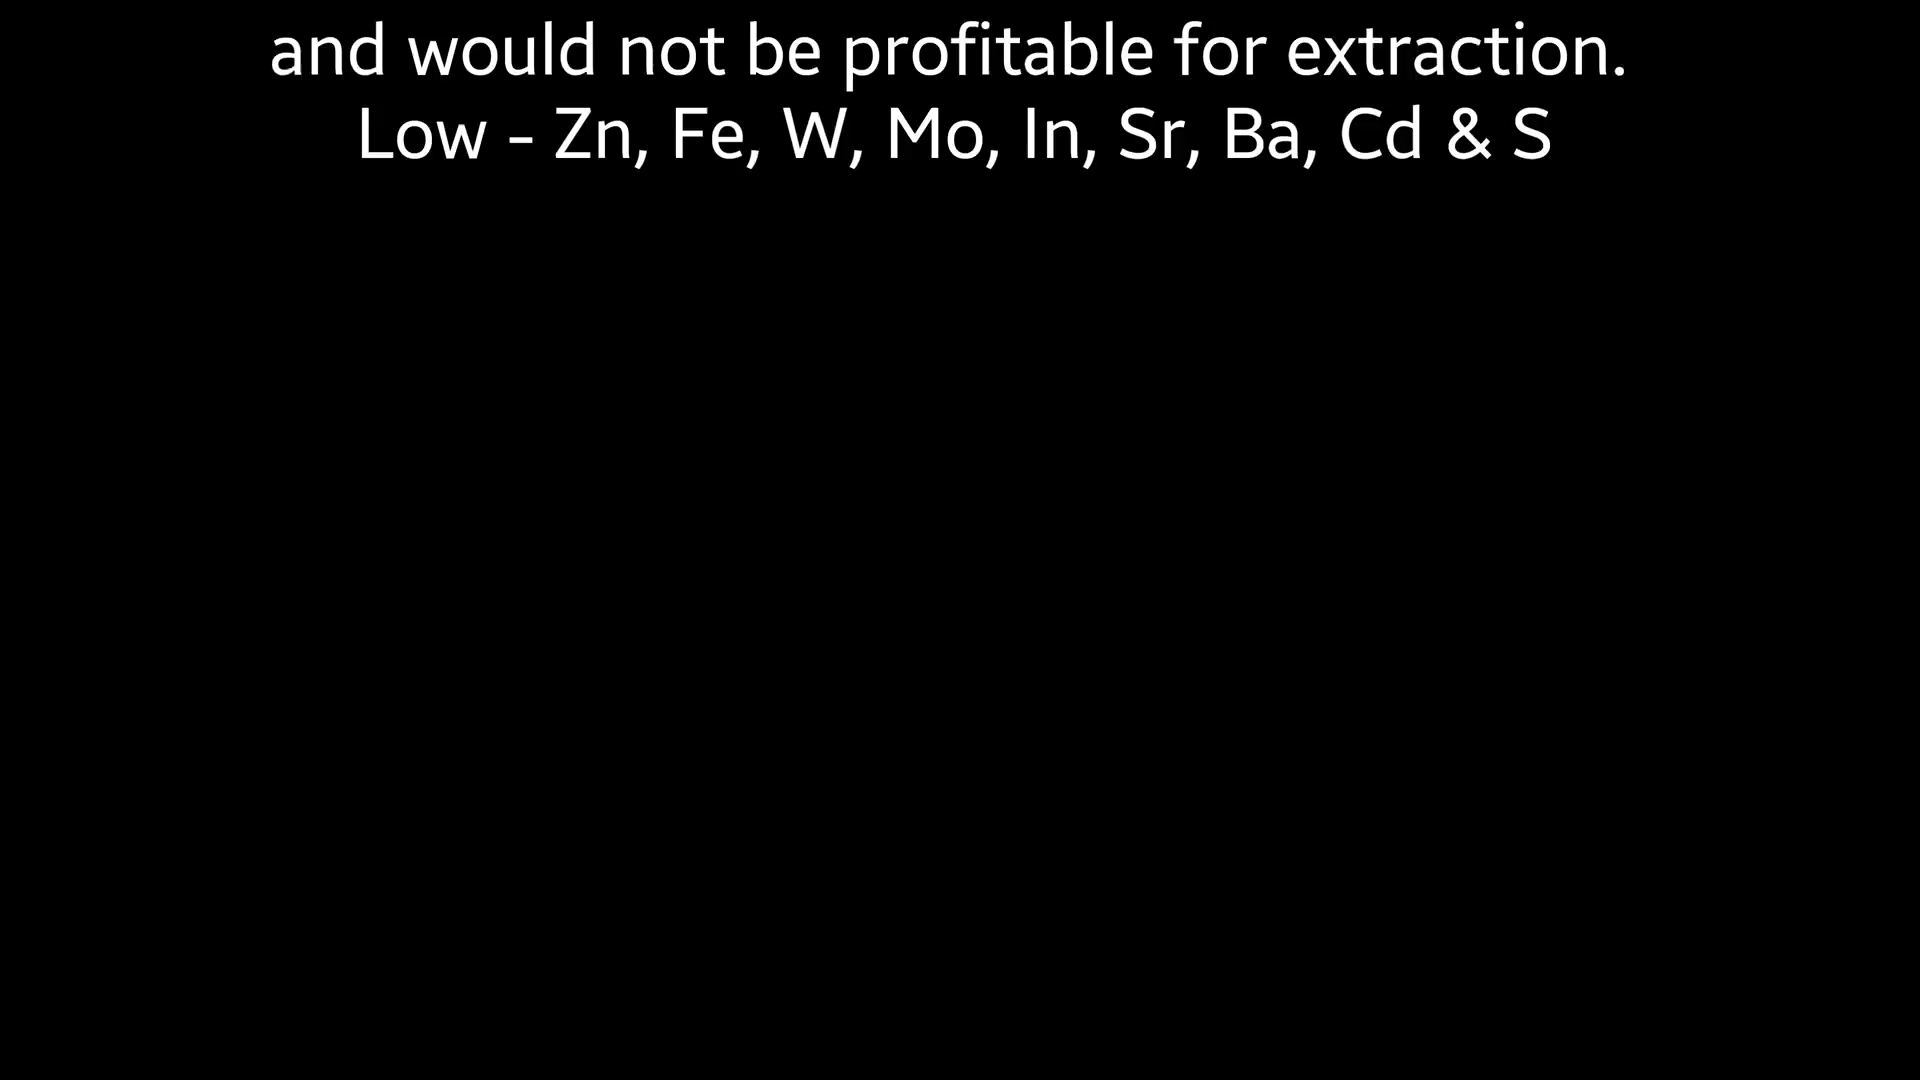 and would not be profitable for extraction.
Low - Zn, Fe, W, Mo, In, Sr, Ba, Cd & S